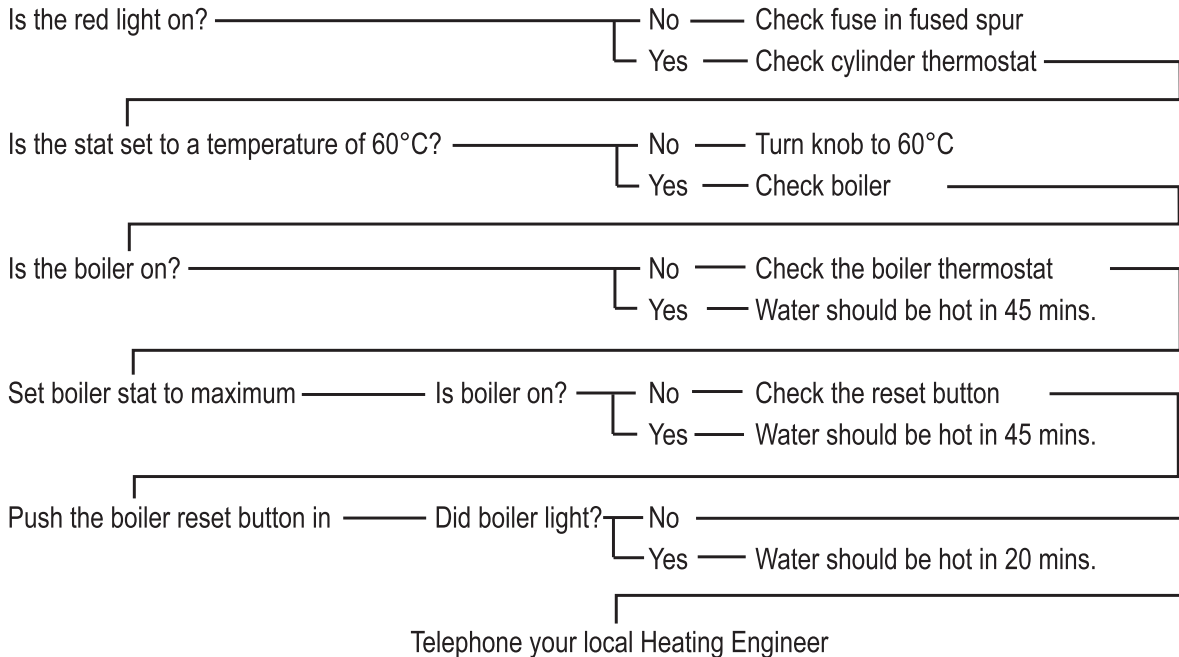 Is the red light on? No Check fuse in fused spur
Yes Check cylinder thermostat
Is the stat set to a temperature of 60°C? No Turn knob to 60°C
Yes Check boiler
Is the boiler on? No Check the boiler thermostat
Yes Water should be hot in 45 mins.
Set boiler stat to maximum Is boiler on? No Check the reset button
Yes Water should be hot in 45 mins.
Push the boiler reset button in Did boiler light? No
Yes Water should be hot in 20 mins.
Telephone your local Heating Engineer